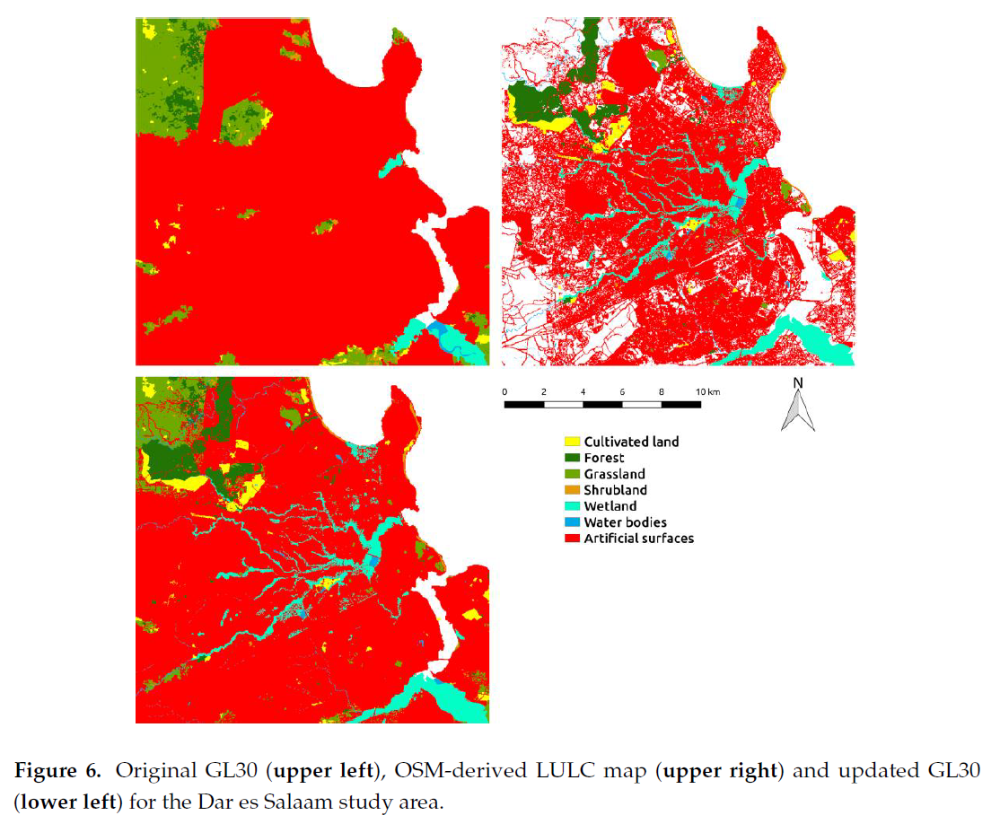 0 2 4 6 8 10 km
N
Cultivated land
Forest
Grassland
Shrubland
Wetland
Water bodies
Artificial surfaces
Figure 6. Original GL30 (upper left), OSM-derived LULC map (upper right) and updated GL30
(lower left) for the Dar es Salaam study area.